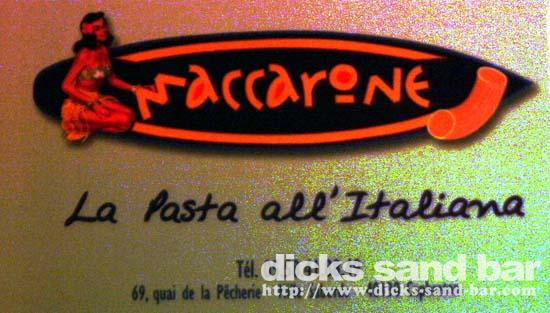 MACCARONE
La Pasta all'Italiana
Tél.
69, quai de la Pêcherie
dicks sand bar
http://www.dicks-sand-bar.com